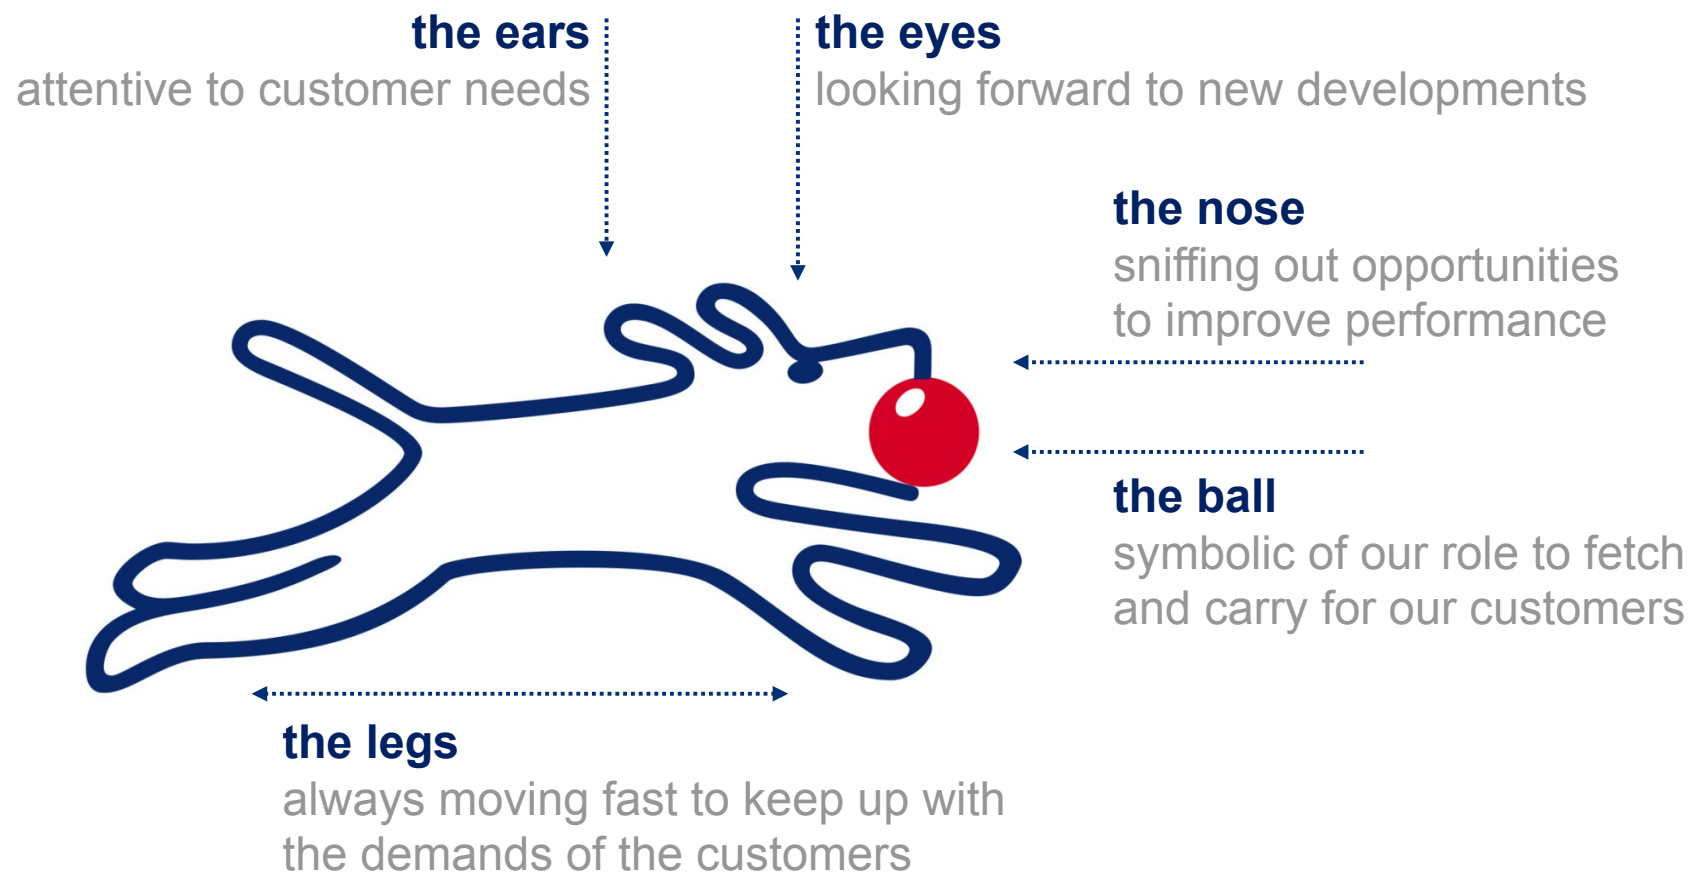 the ears
attentive to customer needs
the eyes
looking forward to new developments
the nose
sniffing out opportunities
to improve performance
the ball
symbolic of our role to fetch
and carry for our customers
the legs
always moving fast to keep up with
the demands of the customers